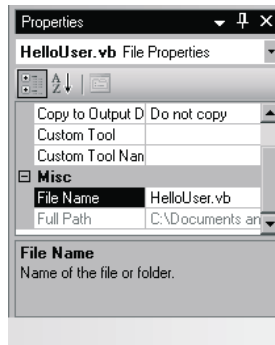 Properties
HelloUser.vb File Properties
Copy to Output D Do not copy
Custom Tool
Custom Tool Nan
Misc
File Name HelloUser.vb
Full Path C:\Documents an
File Name
Name of the file or folder.